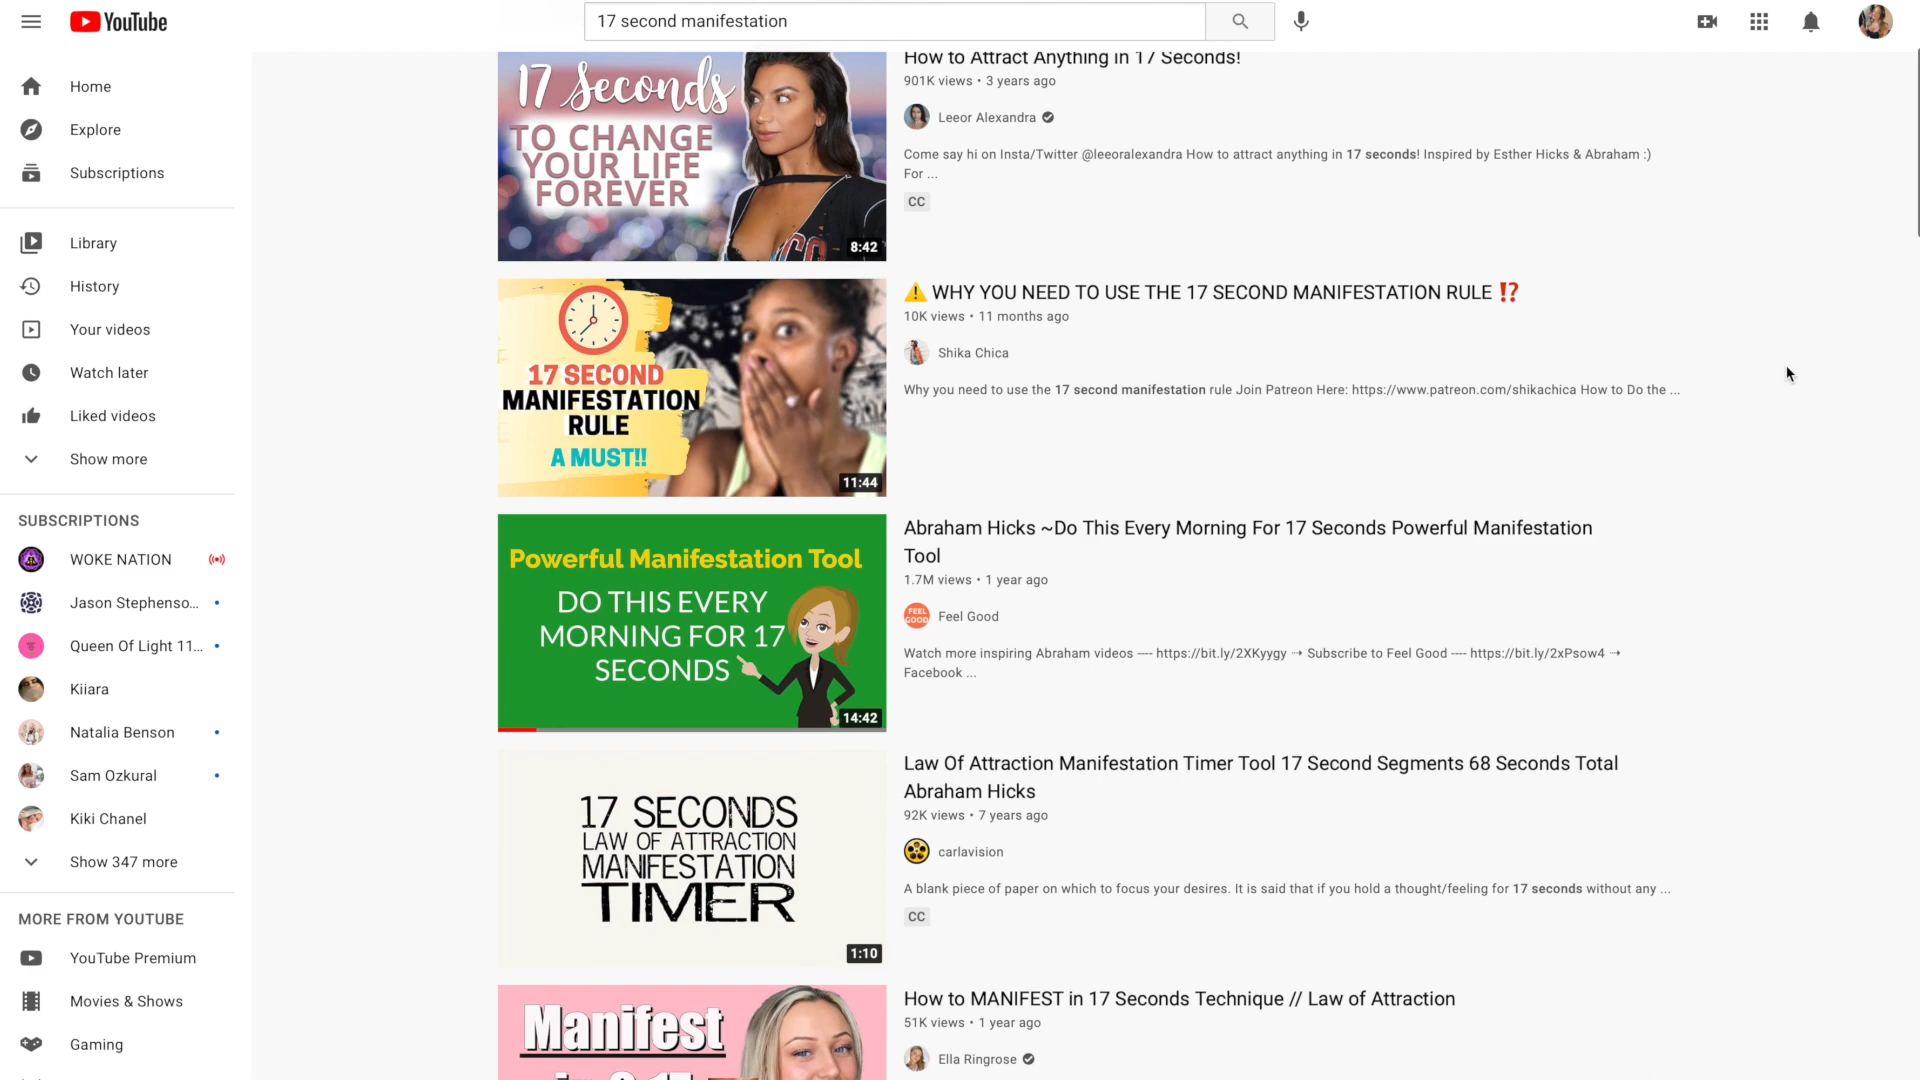 YouTube
17 second manifestation
Home
Explore
Subscriptions
Library
History
Your videos
Watch later
Liked videos
Show more
SUBSCRIPTIONS
WOKE NATION
Jason Stephenso...
Queen Of Light 11...
Kiiara
Natalia Benson
Sam Ozkural
Kiki Chanel
Show 347 more
MORE FROM YOUTUBE
YouTube Premium
Movies & Shows
Gaming
17 Seconds
TO CHANGE
YOUR LIFE
FOREVER
8:42
How to Attract Anything in 17 Seconds!
901K views • 3 years ago
Leeor Alexandra
Come say hi on Insta/Twitter @leeoralexandra How to attract anything in 17 seconds! Inspired by Esther Hicks & Abraham :)
For ...
CC
17 SECOND
MANIFESTATION
RULE
A MUST!!
11:44
⚠️ WHY YOU NEED TO USE THE 17 SECOND MANIFESTATION RULE ⁉️
10K views • 11 months ago
Shika Chica
Why you need to use the 17 second manifestation rule Join Patreon Here: https://www.patreon.com/shikachica How to Do the ...
Powerful Manifestation Tool
DO THIS EVERY
MORNING FOR 17
SECONDS
14:42
Abraham Hicks ~Do This Every Morning For 17 Seconds Powerful Manifestation
Tool
1.7M views • 1 year ago
FEEL
GOOD
Feel Good
Watch more inspiring Abraham videos ---- https://bit.ly/2XKyygy ➝ Subscribe to Feel Good ---- https://bit.ly/2xPsow4 ➝
Facebook ...
17 SECONDS
LAW OF ATTRACTION
MANIFESTATION
TIMER
1:10
Law Of Attraction Manifestation Timer Tool 17 Second Segments 68 Seconds Total
Abraham Hicks
92K views • 7 years ago
carlavision
A blank piece of paper on which to focus your desires. It is said that if you hold a thought/feeling for 17 seconds without any ...
CC
Manifest
How to MANIFEST in 17 Seconds Technique // Law of Attraction
51K views • 1 year ago
Ella Ringrose